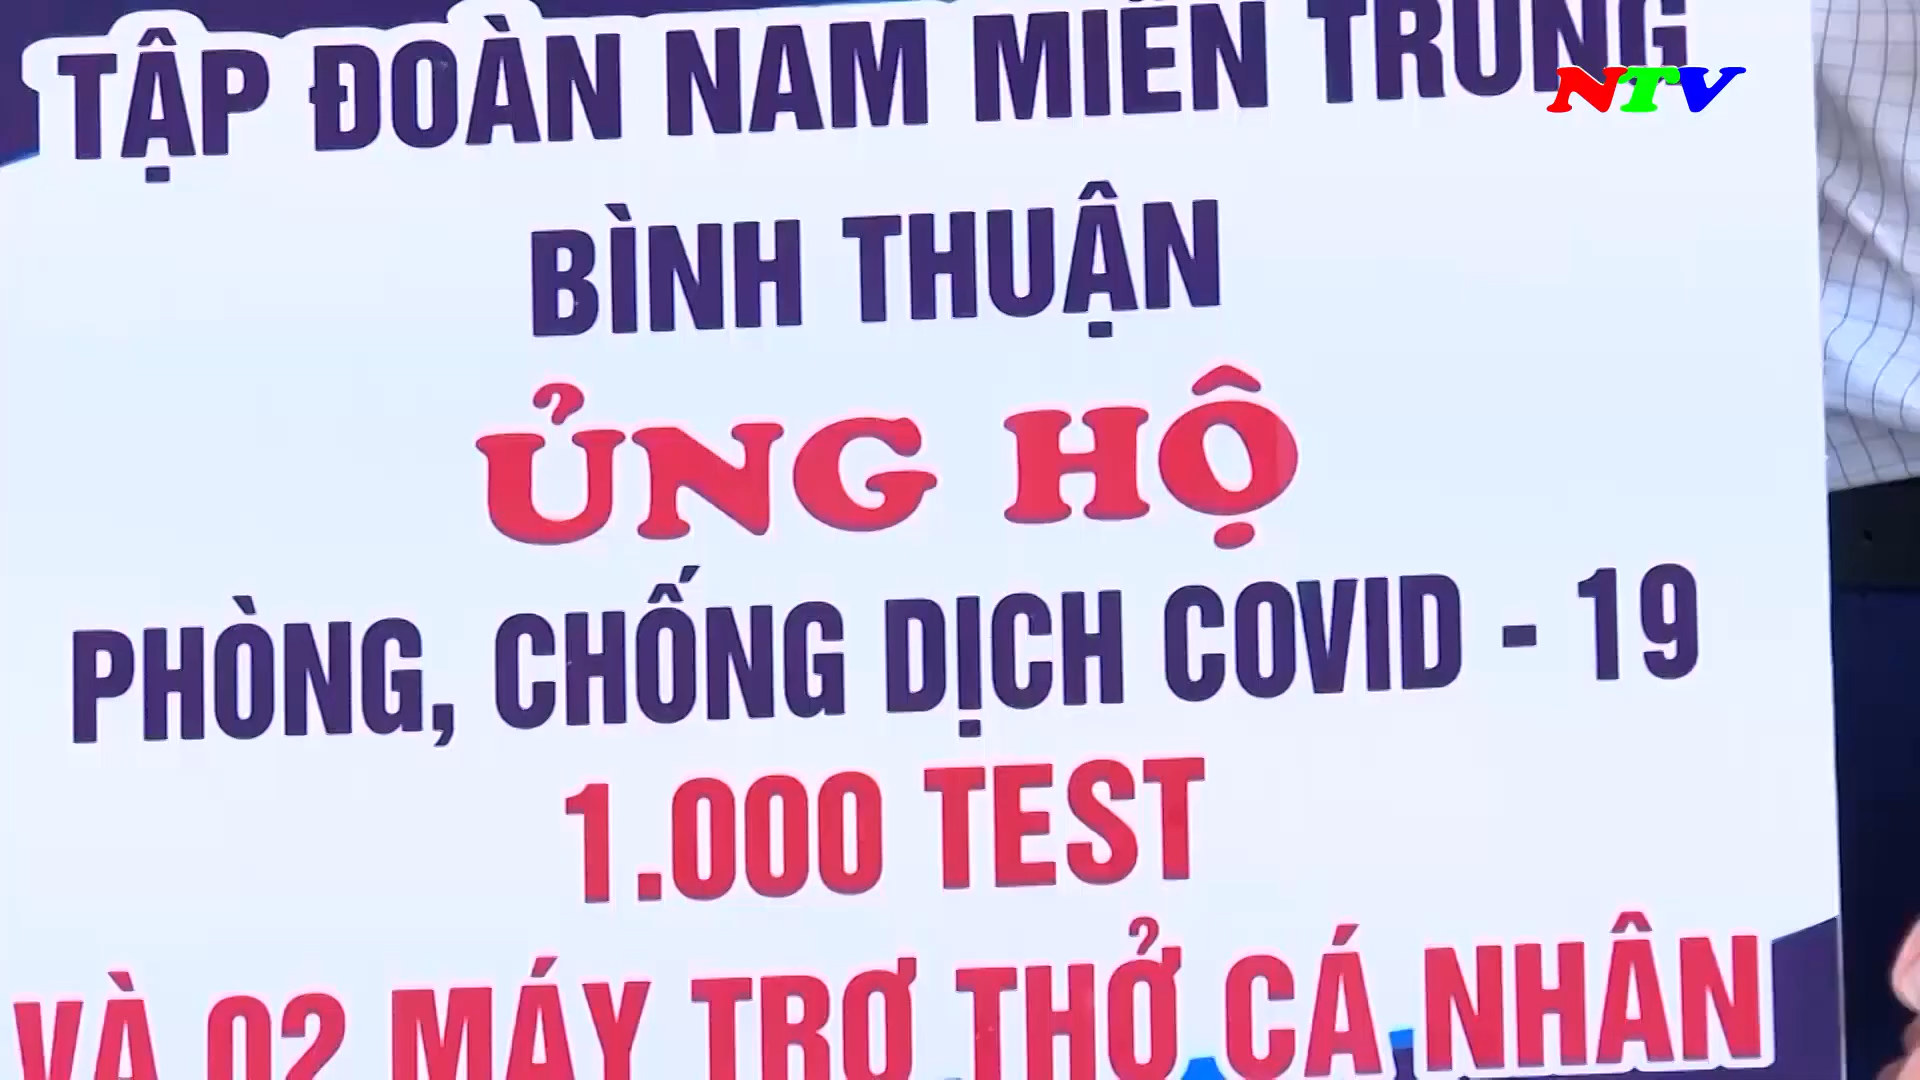 TẬP ĐOÀN NAM MIỀN TRUNG
NTV
BÌNH THUẬN
ỦNG HỘ
PHÒNG, CHỐNG DỊCH COVID - 19
1.000 TEST
VÀ 02 MÁY TRỢ THỞ CÁ NHÂN